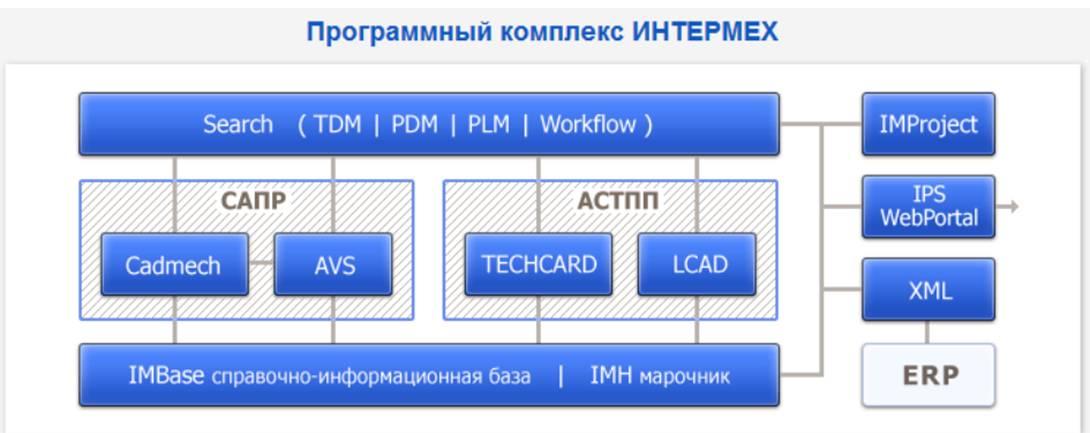 Программный комплекс ИНТЕРМЕХ
Search ( TDM | PDM | PLM | Workflow )
IMProject
САПР
АСТПП
IPS
WebPortal
Cadmech
AVS
TECHCARD
LCAD
XML
IMBase справочно-информационная база | IMH марочник
ERP